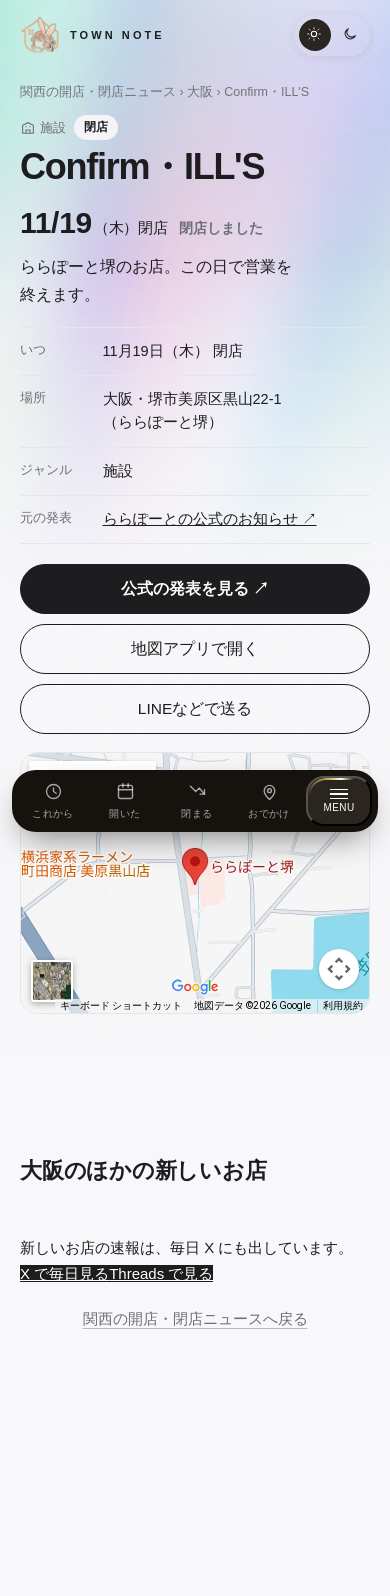 TOWN NOTE
関西の開店・閉店ニュース › 大阪 › Confirm・ILL'S
施設 閉店
Confirm・ILL'S
11/19（木）閉店 閉店しました
ららぽーと堺のお店。この日で営業を
終えます。
いつ 11月19日（木） 閉店
場所 大阪・堺市美原区黒山22-1
（ららぽーと堺）
ジャンル 施設
元の発表 ららぽーとの公式のお知らせ ↗
公式の発表を見る ↗
地図アプリで開く
LINEなどで送る
これから 開いた 閉まる おでかけ MENU
横浜家系ラーメン
町田商店 美原黒山店
ららぽーと堺
Google
キーボード ショートカット 地図データ ©2026 Google 利用規約
大阪のほかの新しいお店
新しいお店の速報は、毎日 X にも出しています。
X で毎日見るThreads で見る
関西の開店・閉店ニュースへ戻る